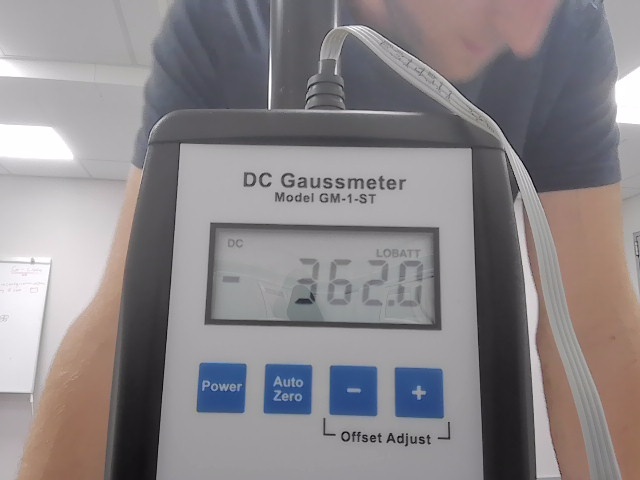 DC Gaussmeter
Model GM-1-ST
DC
LOBATT
- 362.0
Power
Auto
Zero
-
+
Offset Adjust